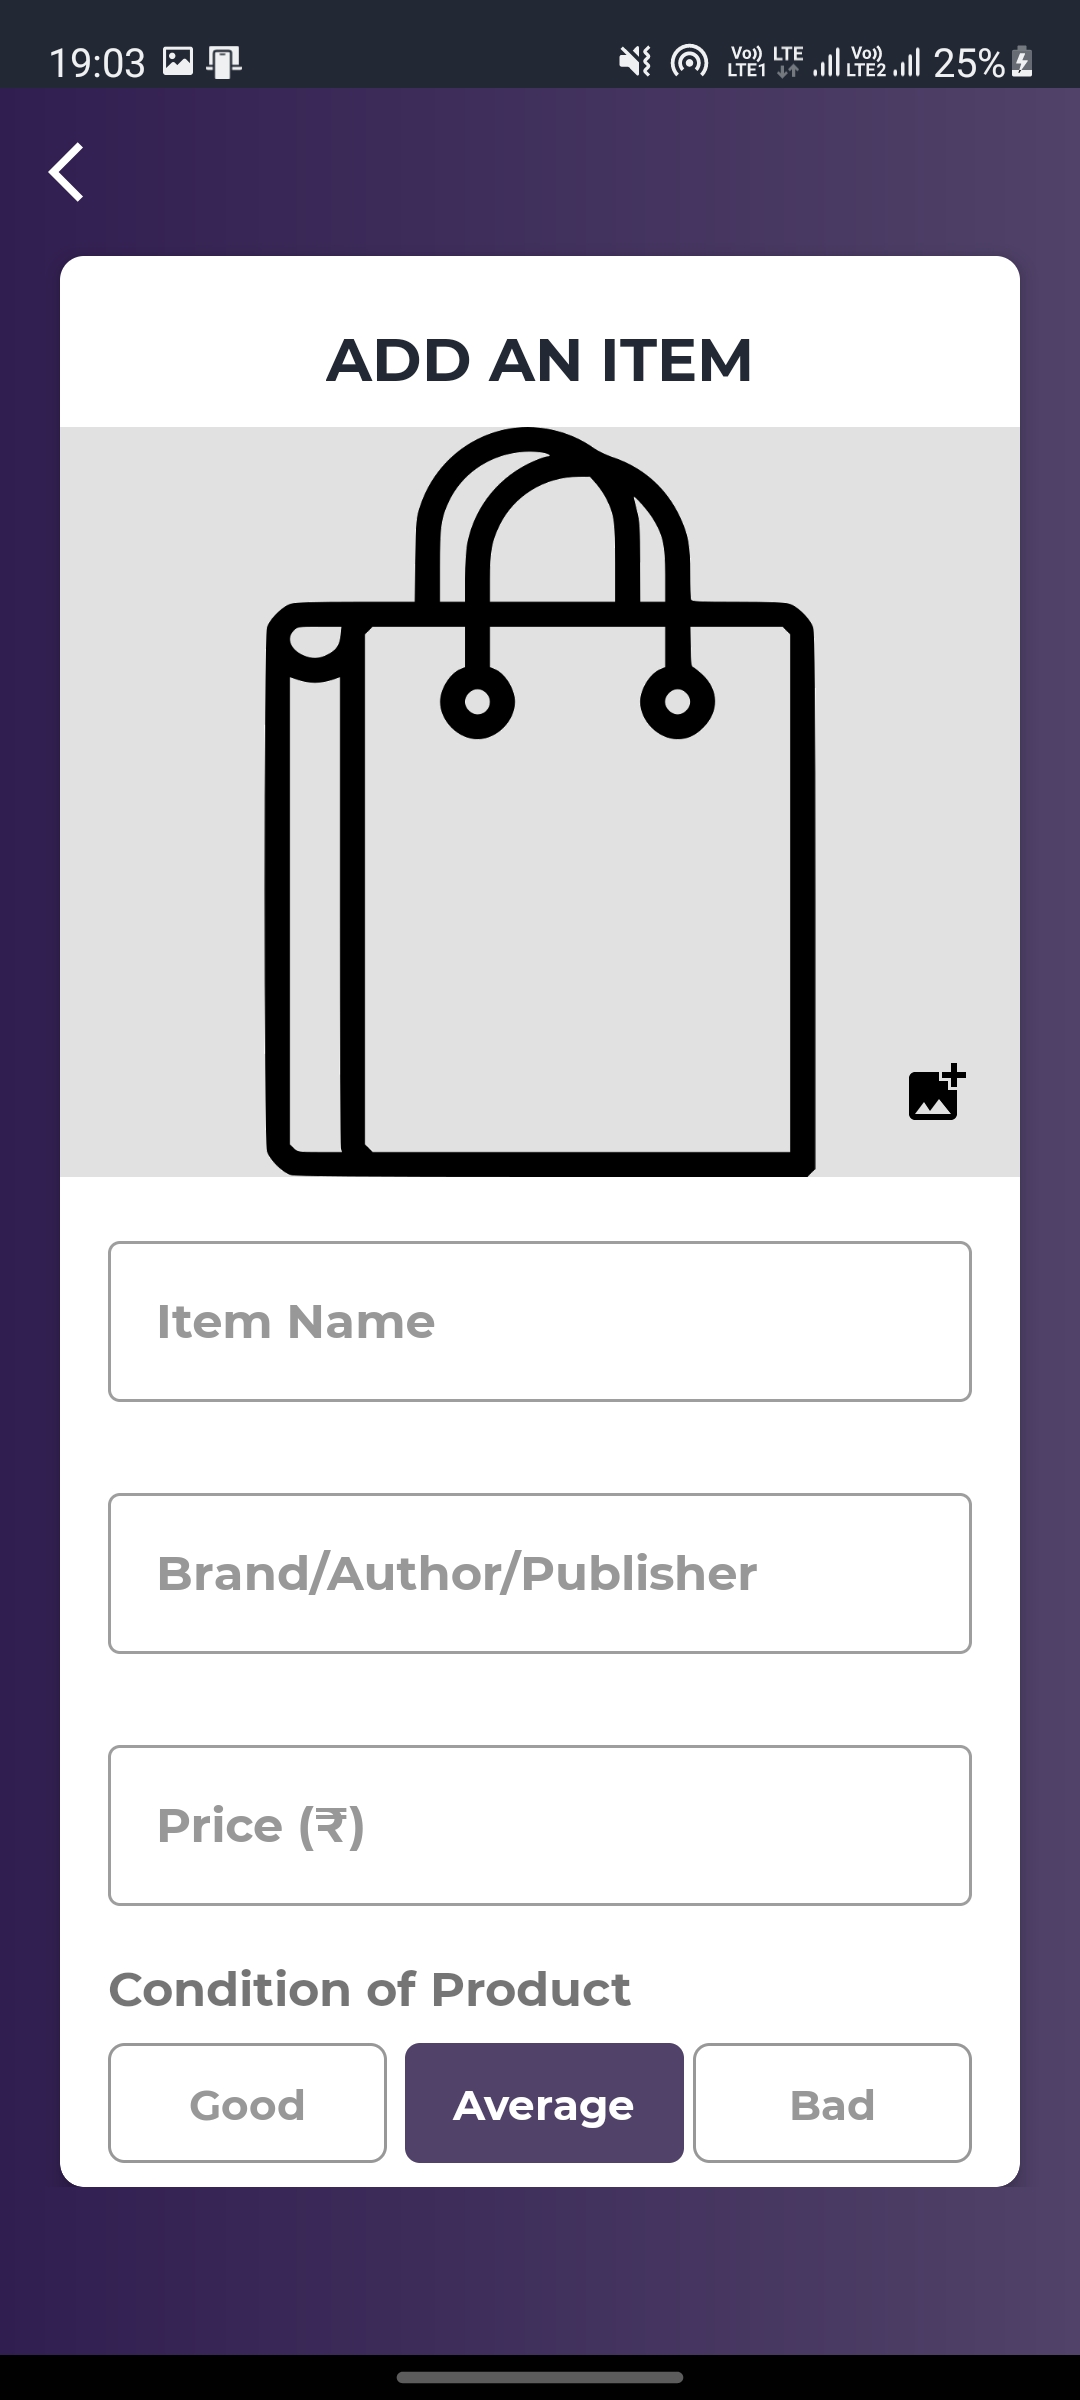 19:03 Vo)) LTE1 LTE Vo)) LTE2 25%
ADD AN ITEM
Item Name
Brand/Author/Publisher
Price (₹)
Condition of Product
Good Average Bad